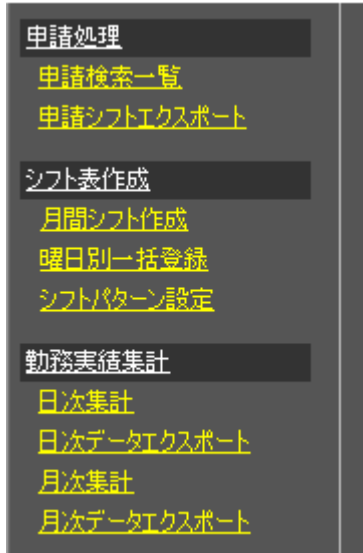 申請処理
申請検索一覧
申請シフトエクスポート
シフト表作成
月間シフト作成
曜日別一括登録
シフトパターン設定
勤務実績集計
日次集計
日次データエクスポート
月次集計
月次データエクスポート